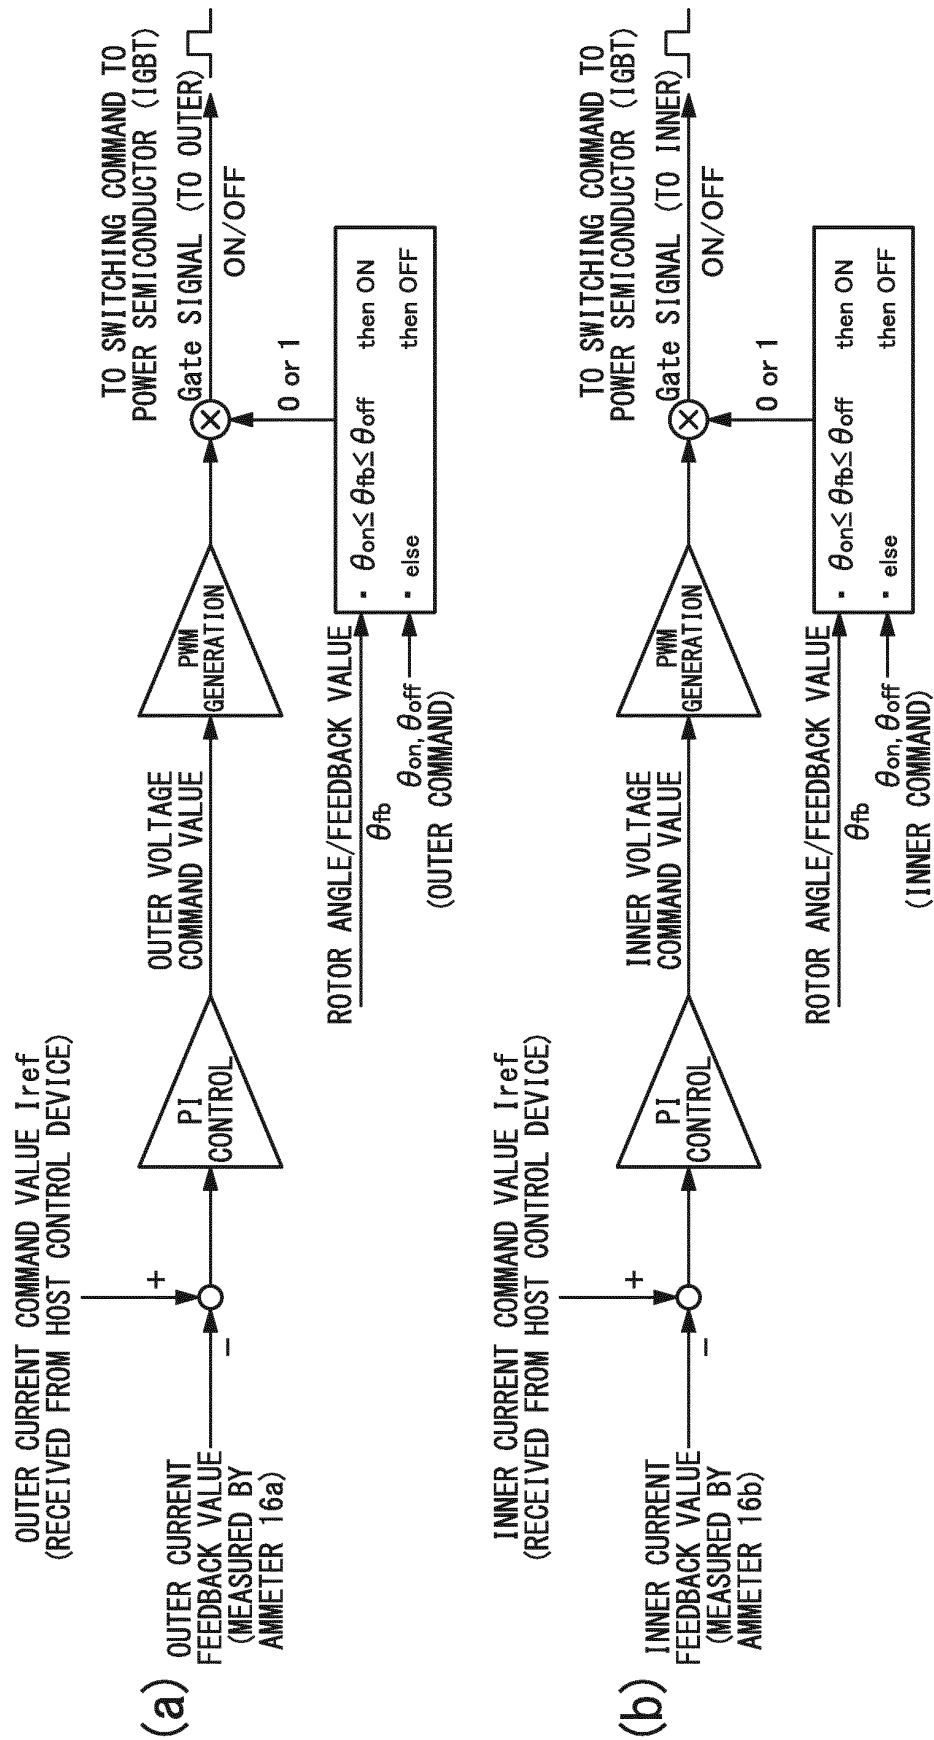 (a)
OUTER CURRENT COMMAND VALUE Iref
(RECEIVED FROM HOST CONTROL DEVICE)
OUTER CURRENT
FEEDBACK VALUE
(MEASURED BY
AMMETER 16a)
+
−
PI
CONTROL
OUTER VOLTAGE
COMMAND VALUE
PWM
GENERATION
TO SWITCHING COMMAND TO
POWER SEMICONDUCTOR (IGBT)
Gate SIGNAL (TO OUTER)
ON/OFF
0 or 1
ROTOR ANGLE/FEEDBACK VALUE
θfb
θon, θoff
(OUTER COMMAND)
· θon≤ θfb≤ θoff then ON
· else then OFF
(b)
INNER CURRENT COMMAND VALUE Iref
(RECEIVED FROM HOST CONTROL DEVICE)
INNER CURRENT
FEEDBACK VALUE
(MEASURED BY
AMMETER 16b)
+
−
PI
CONTROL
INNER VOLTAGE
COMMAND VALUE
PWM
GENERATION
TO SWITCHING COMMAND TO
POWER SEMICONDUCTOR (IGBT)
Gate SIGNAL (TO INNER)
ON/OFF
0 or 1
ROTOR ANGLE/FEEDBACK VALUE
θfb
θon, θoff
(INNER COMMAND)
· θon≤ θfb≤ θoff then ON
· else then OFF